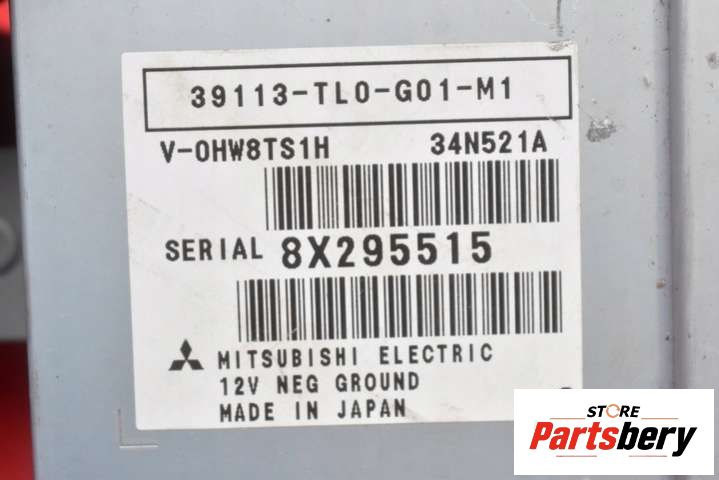 39113-TL0-G01-M1
V-0HW8TS1H 34N521A
SERIAL 8X295515
MITSUBISHI ELECTRIC
12V NEG GROUND
MADE IN JAPAN
STORE
Partsbery